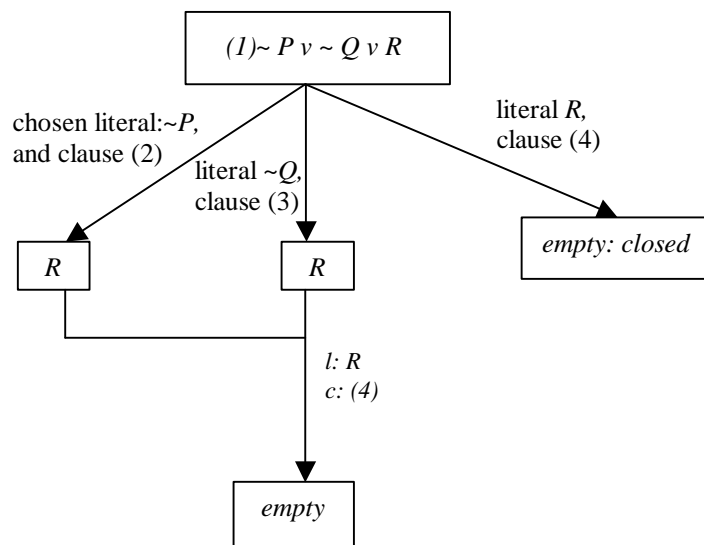 (1)~ P v ~ Q v R
chosen literal:~P,
and clause (2)
literal ~Q,
clause (3)
literal R,
clause (4)
R
R
empty: closed
l: R
c: (4)
empty